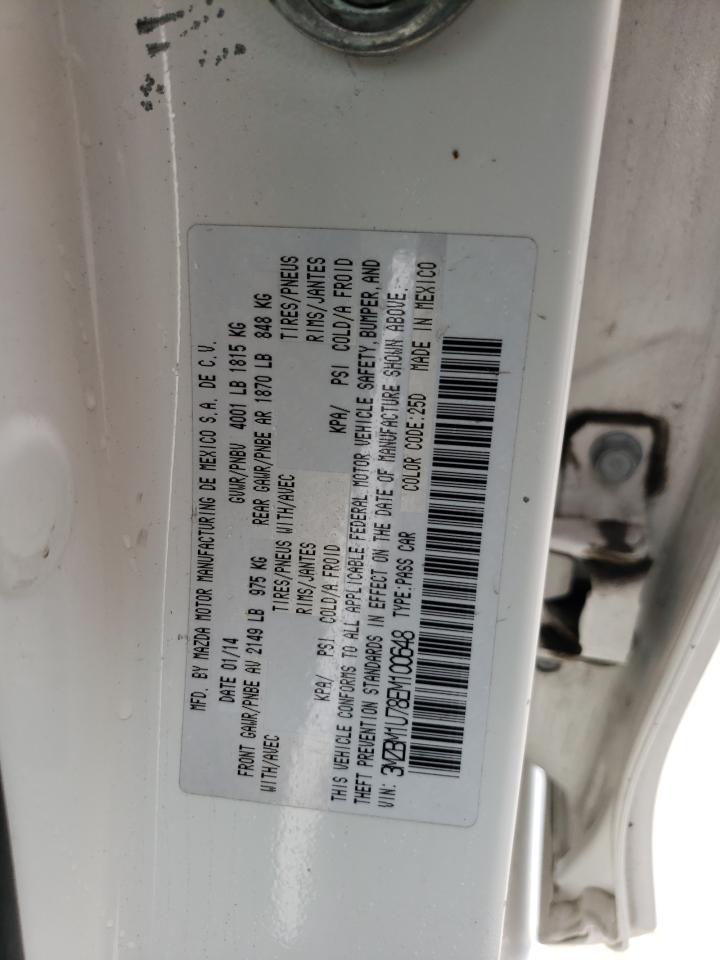 MFD. BY MAZDA MOTOR MANUFACTURING DE MEXICO S.A. DE C.V.
DATE 01/14 GVWR/PNBV 4001 LB 1815 KG
FRONT GAWR/PNBE AV 2149 LB 975 KG REAR GAWR/PNBE AR 1870 LB 848 KG
WITH/AVEC TIRES/PNEUS WITH/AVEC TIRES/PNEUS
RIMS/JANTES RIMS/JANTES
KPA/ PSI COLD/A FROID KPA/ PSI COLD/A FROID
THIS VEHICLE CONFORMS TO ALL APPLICABLE FEDERAL MOTOR VEHICLE SAFETY, BUMPER, AND
THEFT PREVENTION STANDARDS IN EFFECT ON THE DATE OF MANUFACTURE SHOWN ABOVE.
VIN: 3MZBM1U78EM100648 TYPE:PASS CAR COLOR CODE:25D MADE IN MEXICO